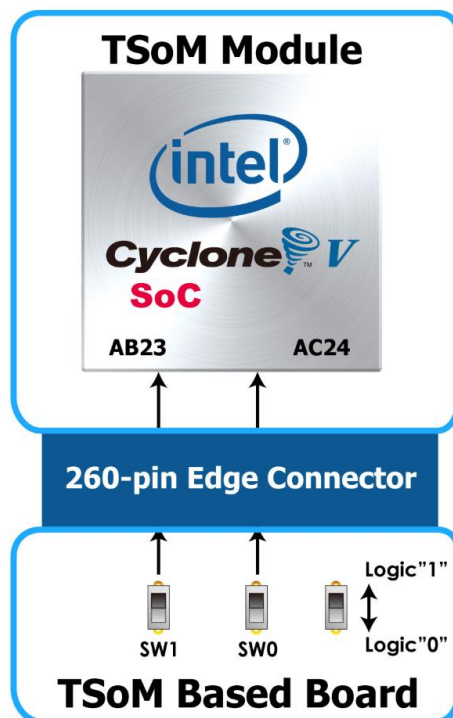 TSoM Module
intel®
Cyclone™ V
SoC
AB23 AC24
260-pin Edge Connector
Logic"1"
SW1 SW0 Logic"0"
TSoM Based Board